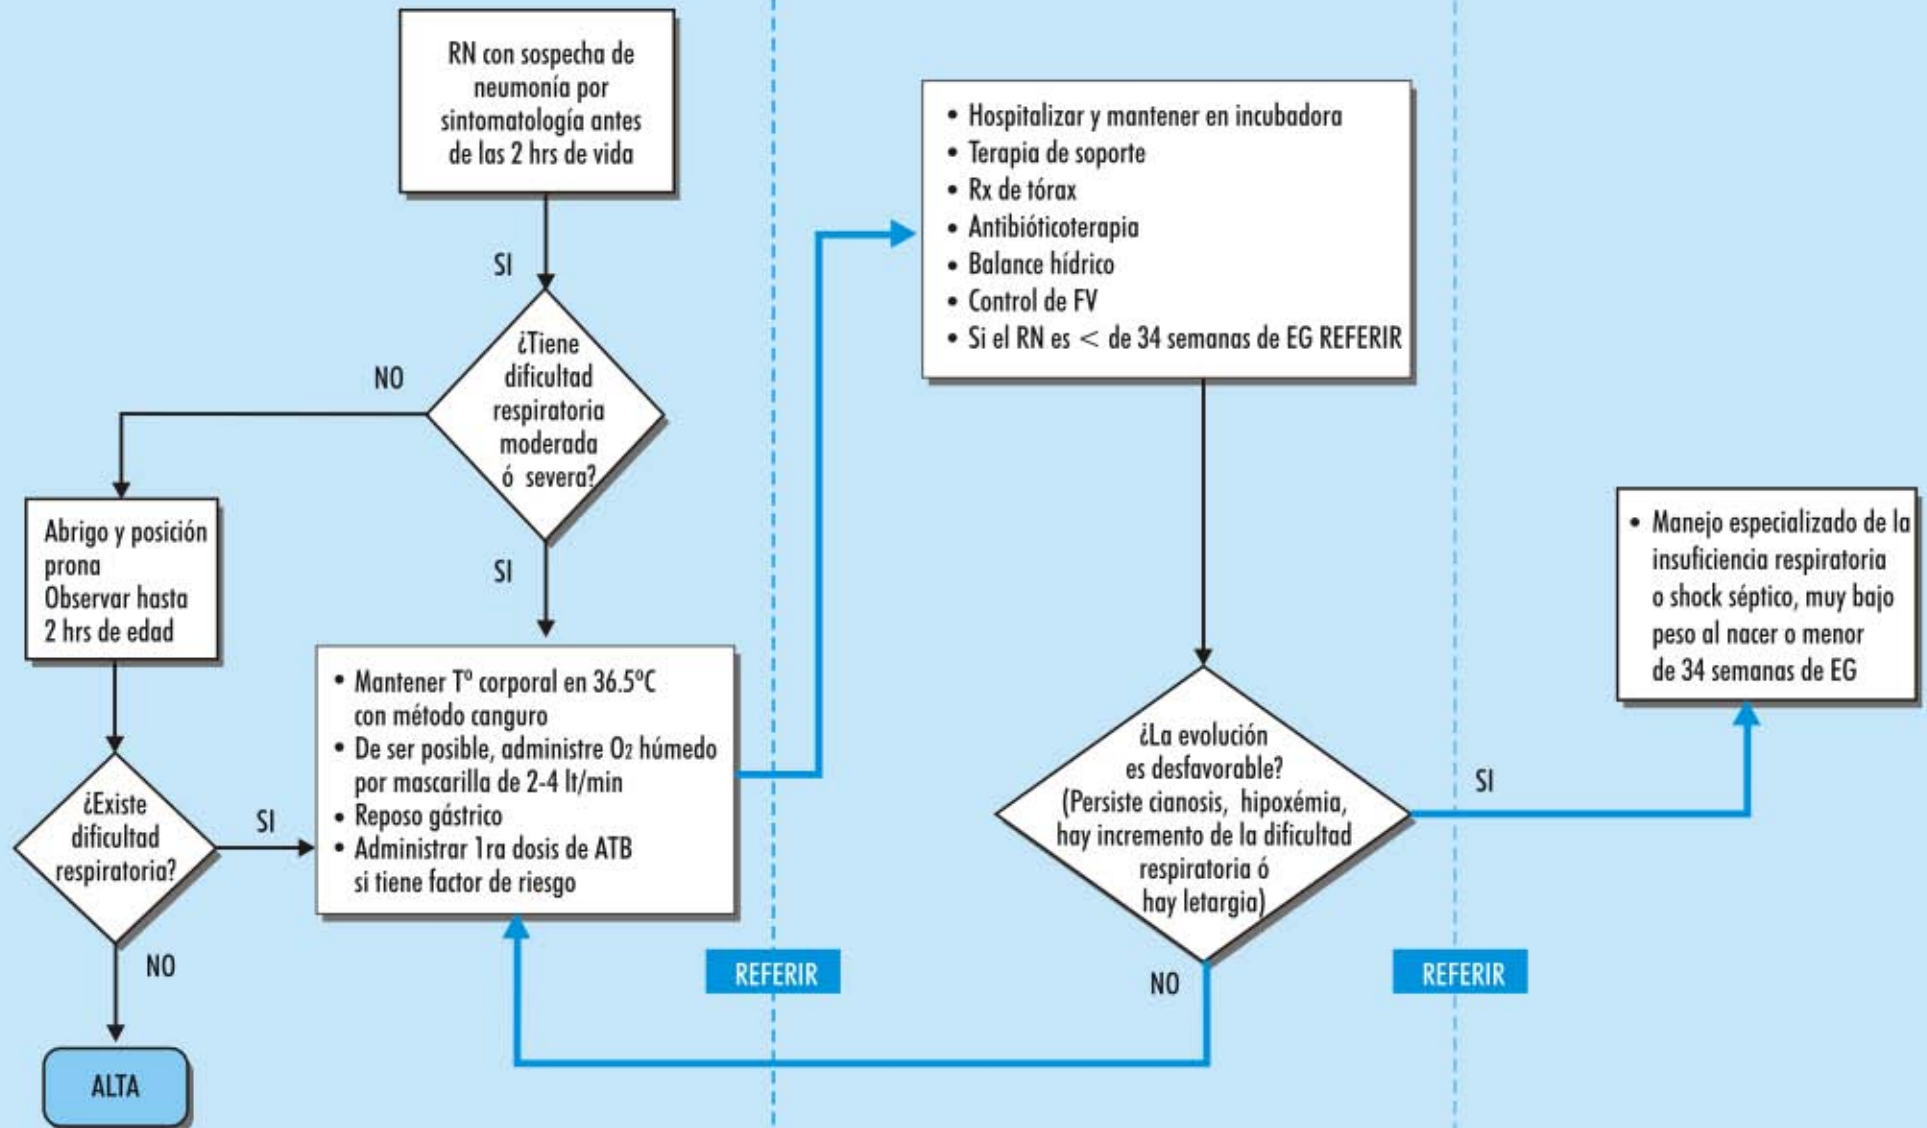 RN con sospecha de
neumonía por
sintomatología antes
de las 2 hrs de vida
SI
¿Tiene
dificultad
respiratoria
moderada
ó severa?
NO
SI
Abrigo y posición
prona
Observar hasta
2 hrs de edad
¿Existe
dificultad
respiratoria?
SI
NO
ALTA
• Mantener Tº corporal en 36.5ºC
con método canguro
• De ser posible, administre O2 húmedo
por mascarilla de 2-4 lt/min
• Reposo gástrico
• Administrar 1ra dosis de ATB
si tiene factor de riesgo
REFERIR
• Hospitalizar y mantener en incubadora
• Terapia de soporte
• Rx de tórax
• Antibióticoterapia
• Balance hídrico
• Control de FV
• Si el RN es < de 34 semanas de EG REFERIR
¿La evolución
es desfavorable?
(Persiste cianosis, hipoxémia,
hay incremento de la dificultad
respiratoria ó
hay letargia)
SI
NO
REFERIR
• Manejo especializado de la
insuficiencia respiratoria
o shock séptico, muy bajo
peso al nacer o menor
de 34 semanas de EG